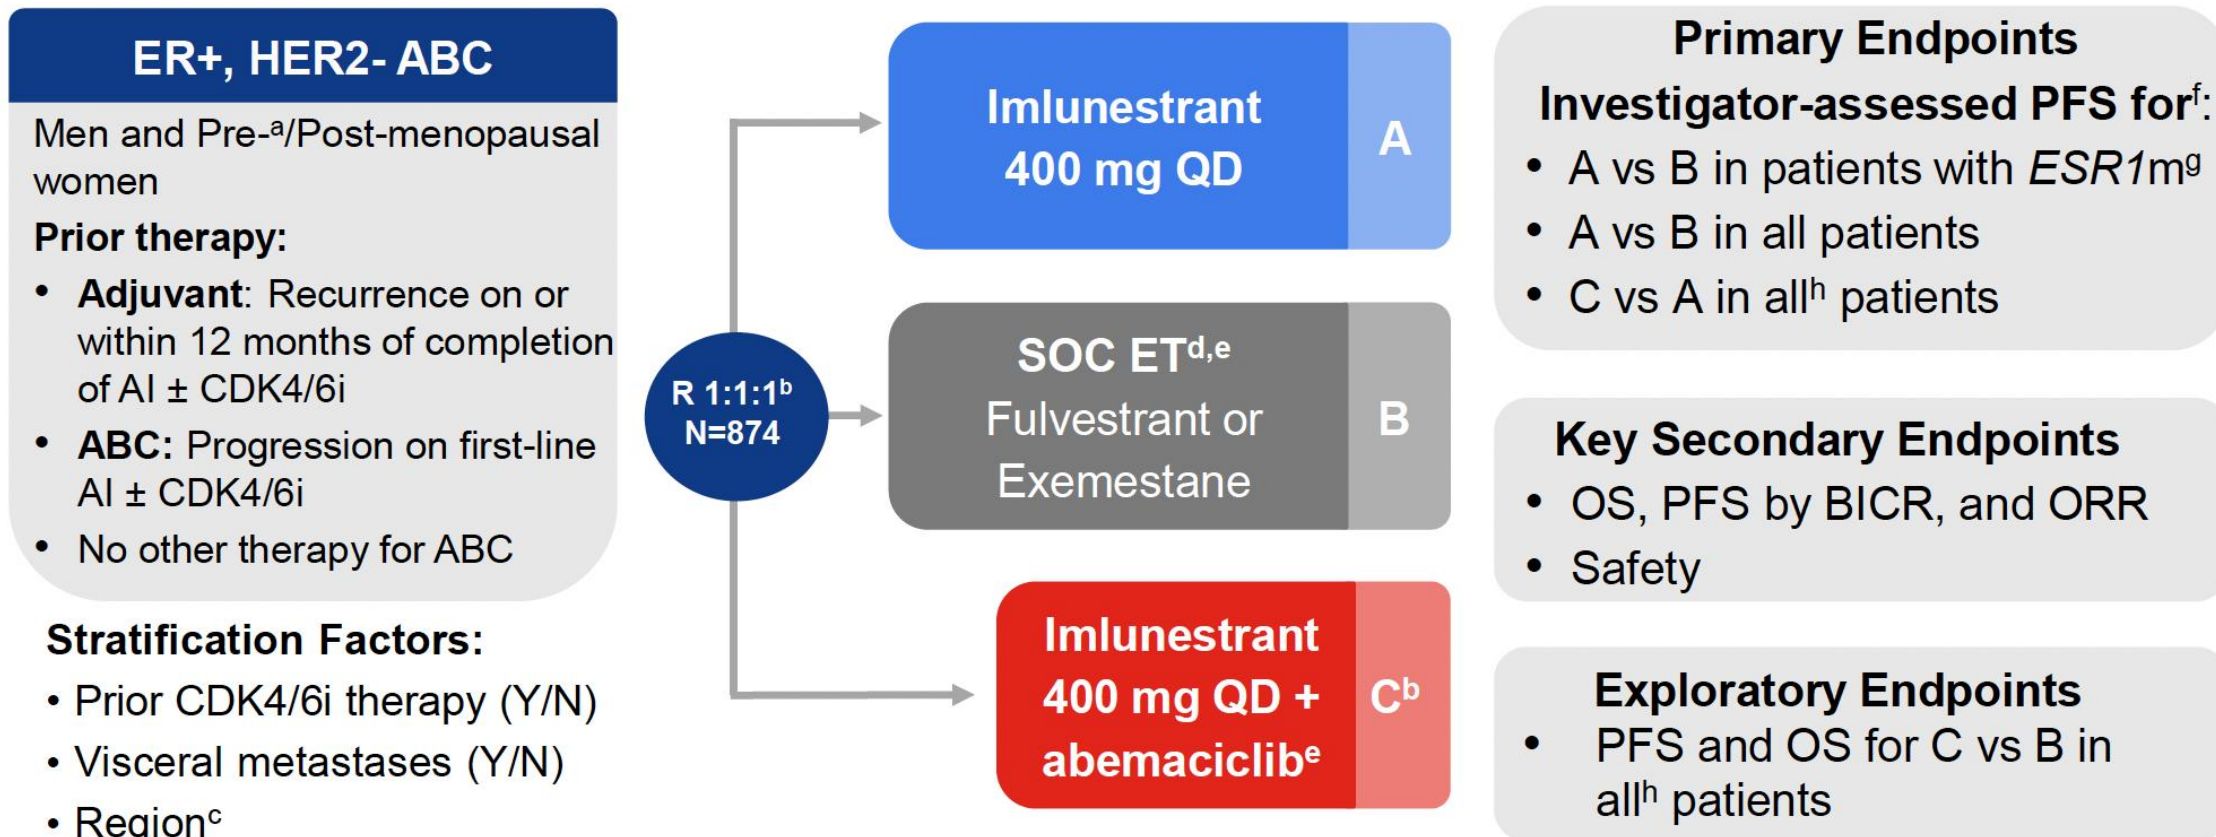 ER+, HER2- ABC
Men and Pre-ᵃ/Post-menopausal
women
Prior therapy:
• Adjuvant: Recurrence on or
within 12 months of completion
of AI ± CDK4/6i
• ABC: Progression on first-line
AI ± CDK4/6i
• No other therapy for ABC
Stratification Factors:
• Prior CDK4/6i therapy (Y/N)
• Visceral metastases (Y/N)
• Regionᶜ
R 1:1:1ᵇ
N=874
Imlunestrant
400 mg QD
A
SOC ETᵈ,ᵉ
Fulvestrant or
Exemestane
B
Imlunestrant
400 mg QD +
abemaciclibᵉ
Cᵇ
Primary Endpoints
Investigator-assessed PFS forᶠ:
• A vs B in patients with ESR1mᵍ
• A vs B in all patients
• C vs A in allʰ patients
Key Secondary Endpoints
• OS, PFS by BICR, and ORR
• Safety
Exploratory Endpoints
• PFS and OS for C vs B in
allʰ patients